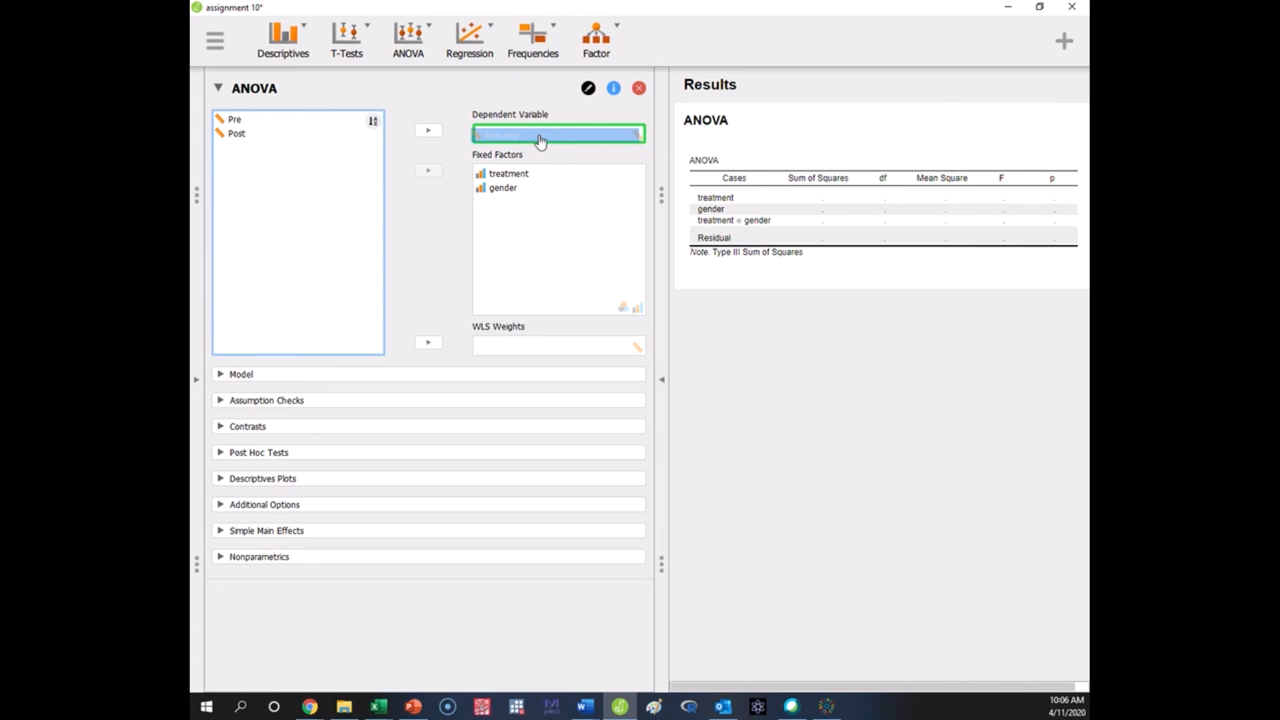 assignment 10*
Descriptives T-Tests ANOVA Regression Frequencies Factor
ANOVA
Pre
Post
Dependent Variable
Fixed Factors
treatment
gender
WLS Weights
Model
Assumption Checks
Contrasts
Post Hoc Tests
Descriptives Plots
Additional Options
Simple Main Effects
Nonparametrics
Results
ANOVA
ANOVA
Cases Sum of Squares df Mean Square F p
treatment . . . . .
gender . . . . .
treatment * gender . . . . .
Residual . . . . .
Note. Type III Sum of Squares
10:06 AM
4/11/2020